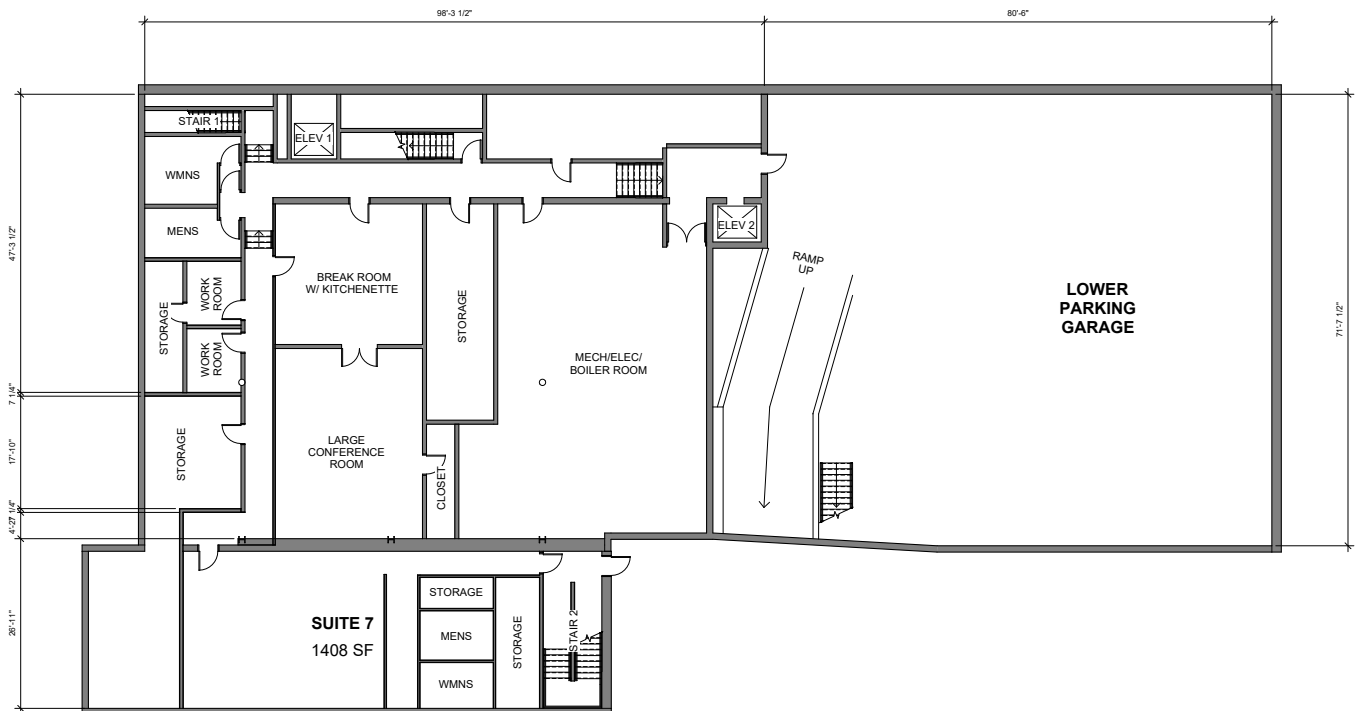 98'-3 1/2"
80'-6"
STAIR 1
ELEV 1
WMNS
MENS
ELEV 2
47'-3 1/2"
RAMP
UP
BREAK ROOM
W/ KITCHENETTE
WORK
ROOM
STORAGE
STORAGE
LOWER
PARKING
GARAGE
71'-7 1/2"
WORK
ROOM
MECH/ELEC/
BOILER ROOM
7 1/4"
17'-10"
STORAGE
LARGE
CONFERENCE
ROOM
CLOSET
4'-2"
7 1/4"
26'-11"
SUITE 7
1408 SF
STORAGE
MENS
WMNS
STORAGE
STAIR 2